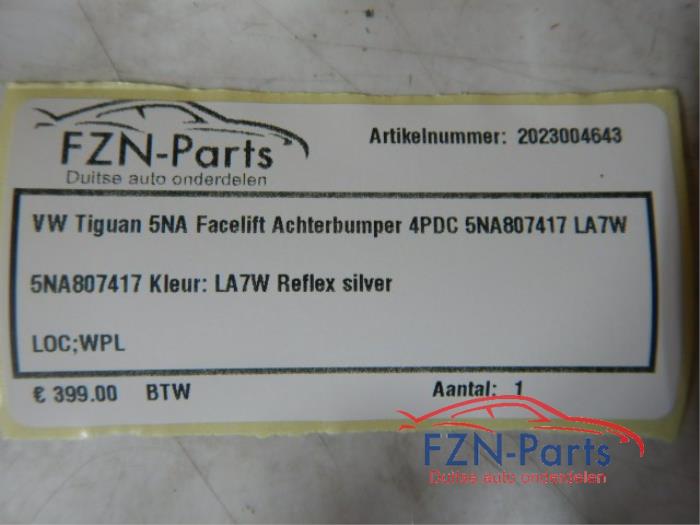 FZN-Parts
Duitse auto onderdelen
Artikelnummer: 2023004643
VW Tiguan 5NA Facelift Achterbumper 4PDC 5NA807417 LA7W
5NA807417 Kleur: LA7W Reflex silver
LOC;WPL
€ 399.00 BTW Aantal: 1
FZN-Parts
Duitse auto onderdelen